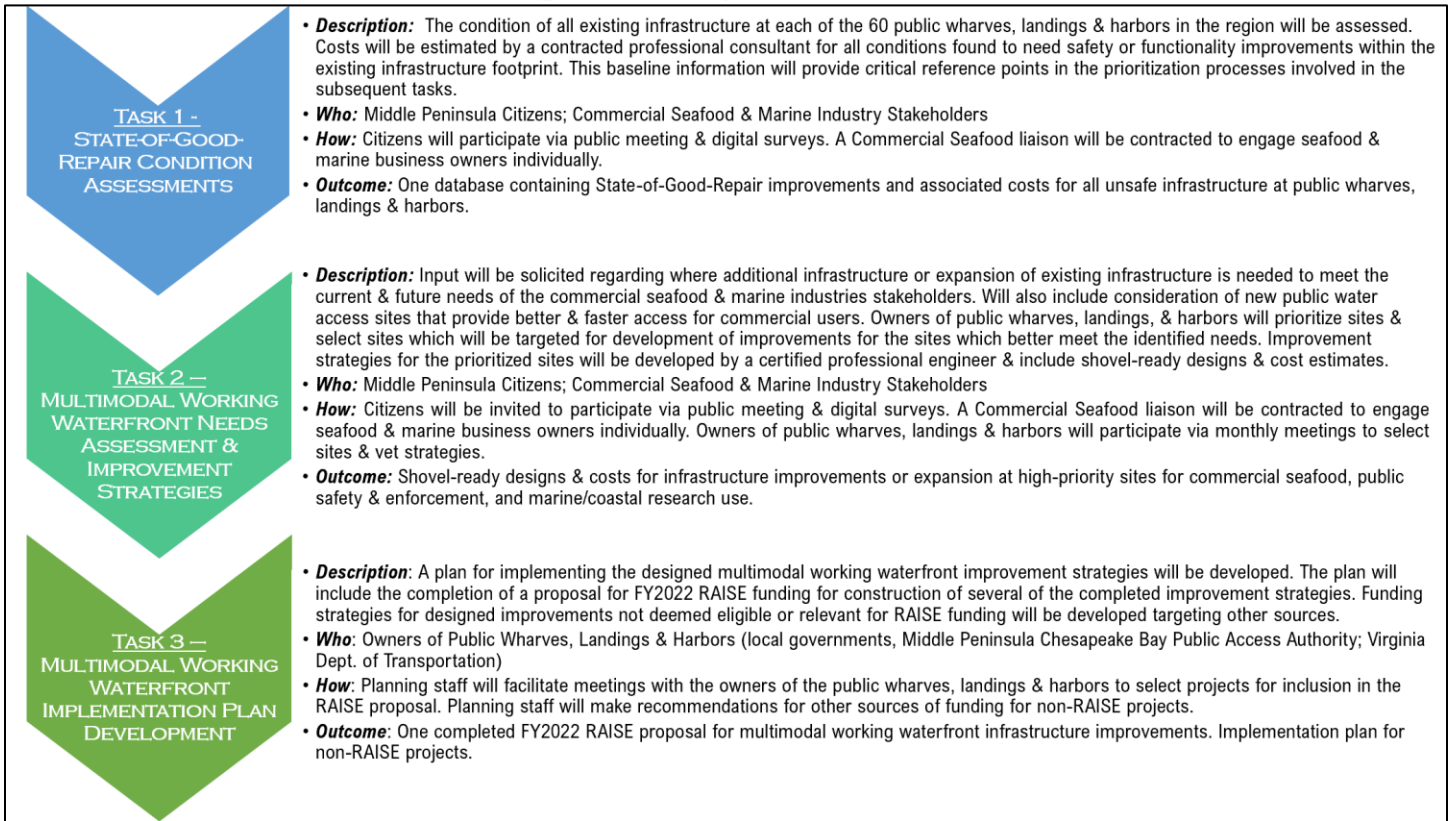 TASK 1 -
STATE-OF-GOOD-
REPAIR CONDITION
ASSESSMENTS
• Description: The condition of all existing infrastructure at each of the 60 public wharves, landings & harbors in the region will be assessed.
Costs will be estimated by a contracted professional consultant for all conditions found to need safety or functionality improvements within the
existing infrastructure footprint. This baseline information will provide critical reference points in the prioritization processes involved in the
subsequent tasks.
• Who: Middle Peninsula Citizens; Commercial Seafood & Marine Industry Stakeholders
• How: Citizens will participate via public meeting & digital surveys. A Commercial Seafood liaison will be contracted to engage seafood &
marine business owners individually.
• Outcome: One database containing State-of-Good-Repair improvements and associated costs for all unsafe infrastructure at public wharves,
landings & harbors.
TASK 2 –
MULTIMODAL WORKING
WATERFRONT NEEDS
ASSESSMENT &
IMPROVEMENT
STRATEGIES
• Description: Input will be solicited regarding where additional infrastructure or expansion of existing infrastructure is needed to meet the
current & future needs of the commercial seafood & marine industries stakeholders. Will also include consideration of new public water
access sites that provide better & faster access for commercial users. Owners of public wharves, landings, & harbors will prioritize sites &
select sites which will be targeted for development of improvements for the sites which better meet the identified needs. Improvement
strategies for the prioritized sites will be developed by a certified professional engineer & include shovel-ready designs & cost estimates.
• Who: Middle Peninsula Citizens; Commercial Seafood & Marine Industry Stakeholders
• How: Citizens will be invited to participate via public meeting & digital surveys. A Commercial Seafood liaison will be contracted to engage
seafood & marine business owners individually. Owners of public wharves, landings & harbors will participate via monthly meetings to select
sites & vet strategies.
• Outcome: Shovel-ready designs & costs for infrastructure improvements or expansion at high-priority sites for commercial seafood, public
safety & enforcement, and marine/coastal research use.
TASK 3 –
MULTIMODAL WORKING
WATERFRONT
IMPLEMENTATION PLAN
DEVELOPMENT
• Description: A plan for implementing the designed multimodal working waterfront improvement strategies will be developed. The plan will
include the completion of a proposal for FY2022 RAISE funding for construction of several of the completed improvement strategies. Funding
strategies for designed improvements not deemed eligible or relevant for RAISE funding will be developed targeting other sources.
• Who: Owners of Public Wharves, Landings & Harbors (local governments, Middle Peninsula Chesapeake Bay Public Access Authority; Virginia
Dept. of Transportation)
• How: Planning staff will facilitate meetings with the owners of the public wharves, landings & harbors to select projects for inclusion in the
RAISE proposal. Planning staff will make recommendations for other sources of funding for non-RAISE projects.
• Outcome: One completed FY2022 RAISE proposal for multimodal working waterfront infrastructure improvements. Implementation plan for
non-RAISE projects.